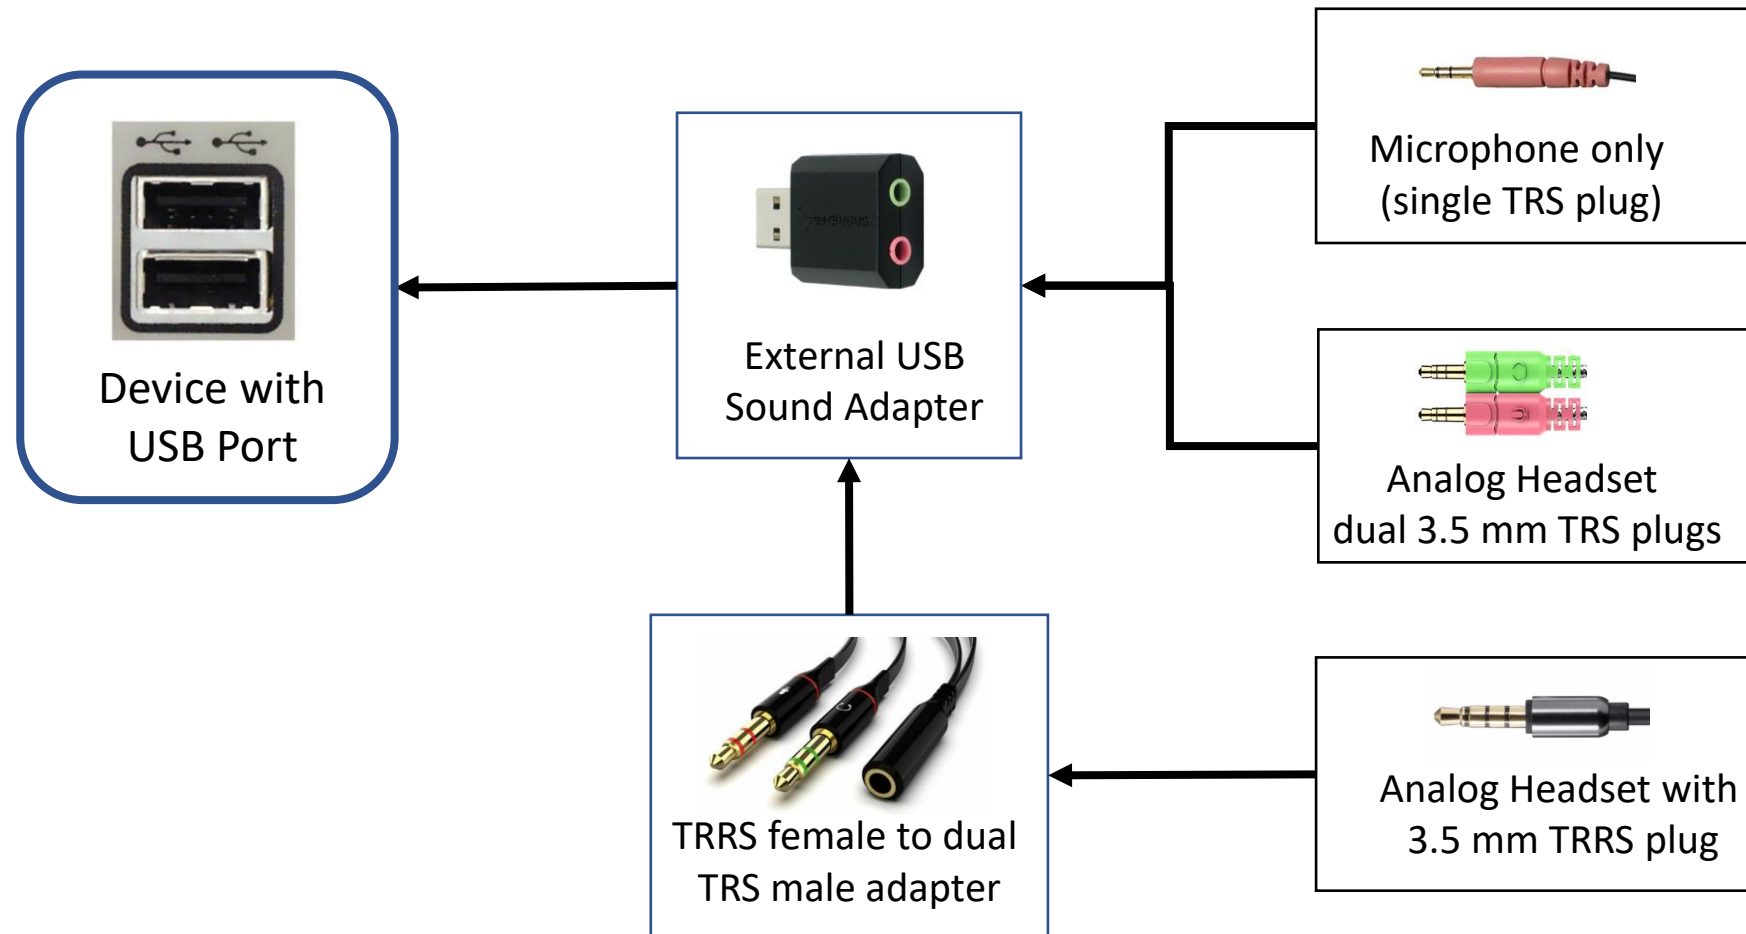 Device with
USB Port
External USB
Sound Adapter
Microphone only
(single TRS plug)
Analog Headset
dual 3.5 mm TRS plugs
TRRS female to dual
TRS male adapter
Analog Headset with
3.5 mm TRRS plug